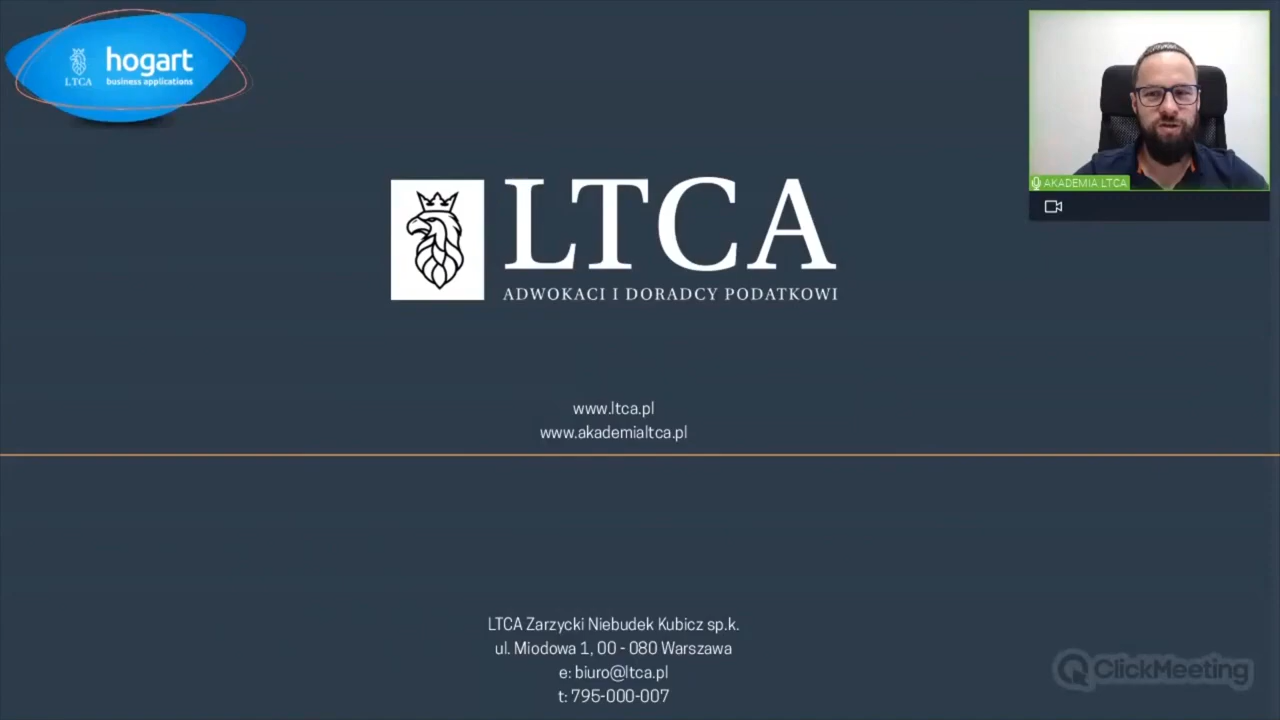 LTCA
hogart
business applications
AKADEMIA LTCA
LTCA
ADWOKACI I DORADCY PODATKOWI
www.ltca.pl
www.akademialtca.pl
LTCA Zarzycki Niebudek Kubicz sp.k.
ul. Miodowa 1, 00 - 080 Warszawa
e: biuro@ltca.pl
t: 795-000-007
ClickMeeting